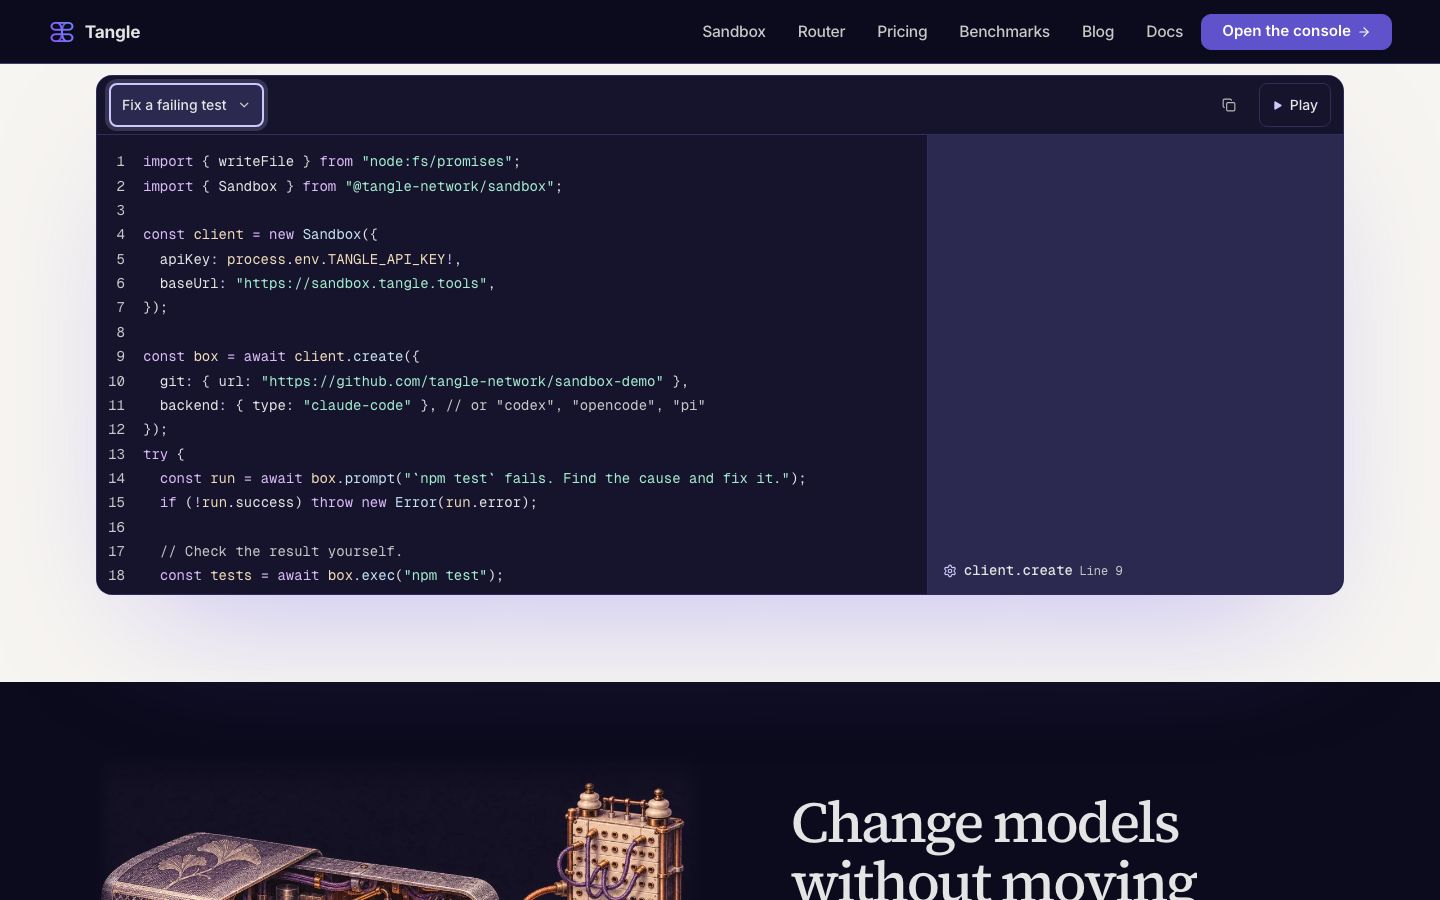 Tangle
Sandbox Router Pricing Benchmarks Blog Docs Open the console →
Fix a failing test
Play
1 import { writeFile } from "node:fs/promises";
2 import { Sandbox } from "@tangle-network/sandbox";
3
4 const client = new Sandbox({
5   apiKey: process.env.TANGLE_API_KEY!,
6   baseUrl: "https://sandbox.tangle.tools",
7 });
8
9 const box = await client.create({
10   git: { url: "https://github.com/tangle-network/sandbox-demo" },
11   backend: { type: "claude-code" }, // or "codex", "opencode", "pi"
12 });
13 try {
14   const run = await box.prompt("`npm test` fails. Find the cause and fix it.");
15   if (!run.success) throw new Error(run.error);
16
17   // Check the result yourself.
18   const tests = await box.exec("npm test");
client.create Line 9
Change models
without moving